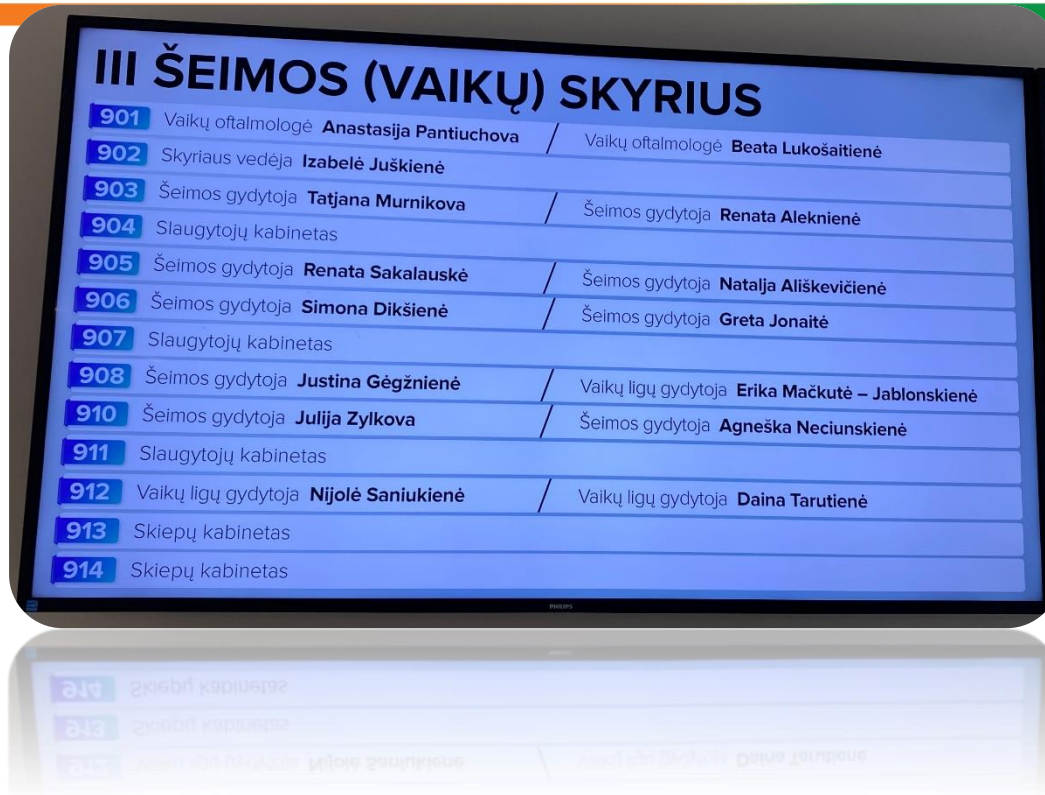 III ŠEIMOS (VAIKŲ) SKYRIUS
901 Vaikų oftalmologė Anastasija Pantiuchova / Vaikų oftalmologė Beata Lukošaitienė
902 Skyriaus vedėja Izabelė Juškienė
903 Šeimos gydytoja Tatjana Murnikova / Šeimos gydytoja Renata Aleknienė
904 Slaugytojų kabinetas
905 Šeimos gydytoja Renata Sakalauskė / Šeimos gydytoja Natalja Ališkevičienė
906 Šeimos gydytoja Simona Dikšienė / Šeimos gydytoja Greta Jonaitė
907 Slaugytojų kabinetas
908 Šeimos gydytoja Justina Gėgžnienė / Vaikų ligų gydytoja Erika Mačkutė – Jablonskienė
910 Šeimos gydytoja Julija Zylkova / Šeimos gydytoja Agneška Neciunskienė
911 Slaugytojų kabinetas
912 Vaikų ligų gydytoja Nijolė Saniukienė / Vaikų ligų gydytoja Daina Tarutienė
913 Skiepų kabinetas
914 Skiepų kabinetas
PHILIPS